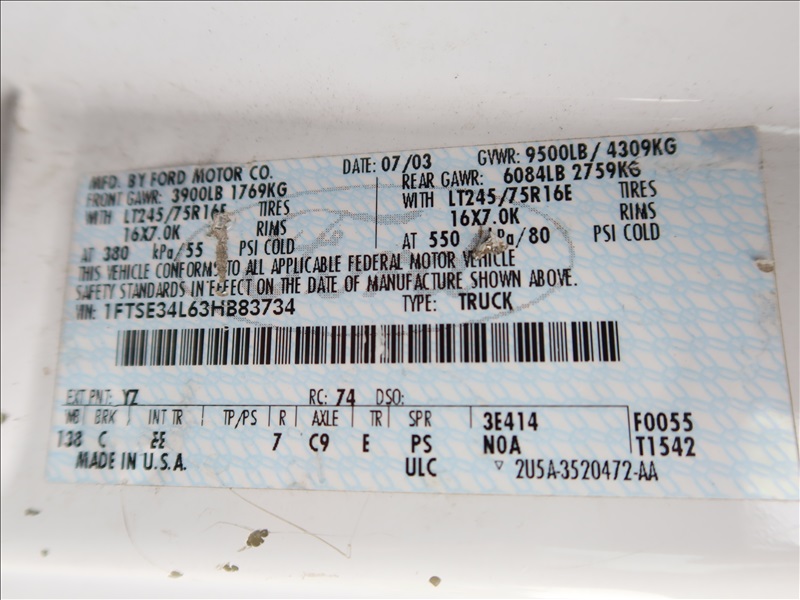 MFD. BY FORD MOTOR CO. DATE: 07/03 GVWR: 9500LB/ 4309KG
FRONT GAWR: 3900LB 1769KG REAR GAWR: 6084LB 2759KG
WITH LT245/75R16E TIRES WITH LT245/75R16E TIRES
16X7.0K RIMS 16X7.0K RIMS
AT 380 kPa/55 PSI COLD AT 550 kPa/80 PSI COLD
THIS VEHICLE CONFORMS TO ALL APPLICABLE FEDERAL MOTOR VEHICLE
SAFETY STANDARDS IN EFFECT ON THE DATE OF MANUFACTURE SHOWN ABOVE.
VIN: 1FTSE34L63HB83734 TYPE: TRUCK
EXT PNT: YZ RC: 74 DSO:
WB BRK INT TR TP/PS R AXLE TR SPR 3E414 F0055
138 C EE 7 C9 E PS N0A T1542
MADE IN U.S.A. ULC ▽ 2U5A-3520472-AA